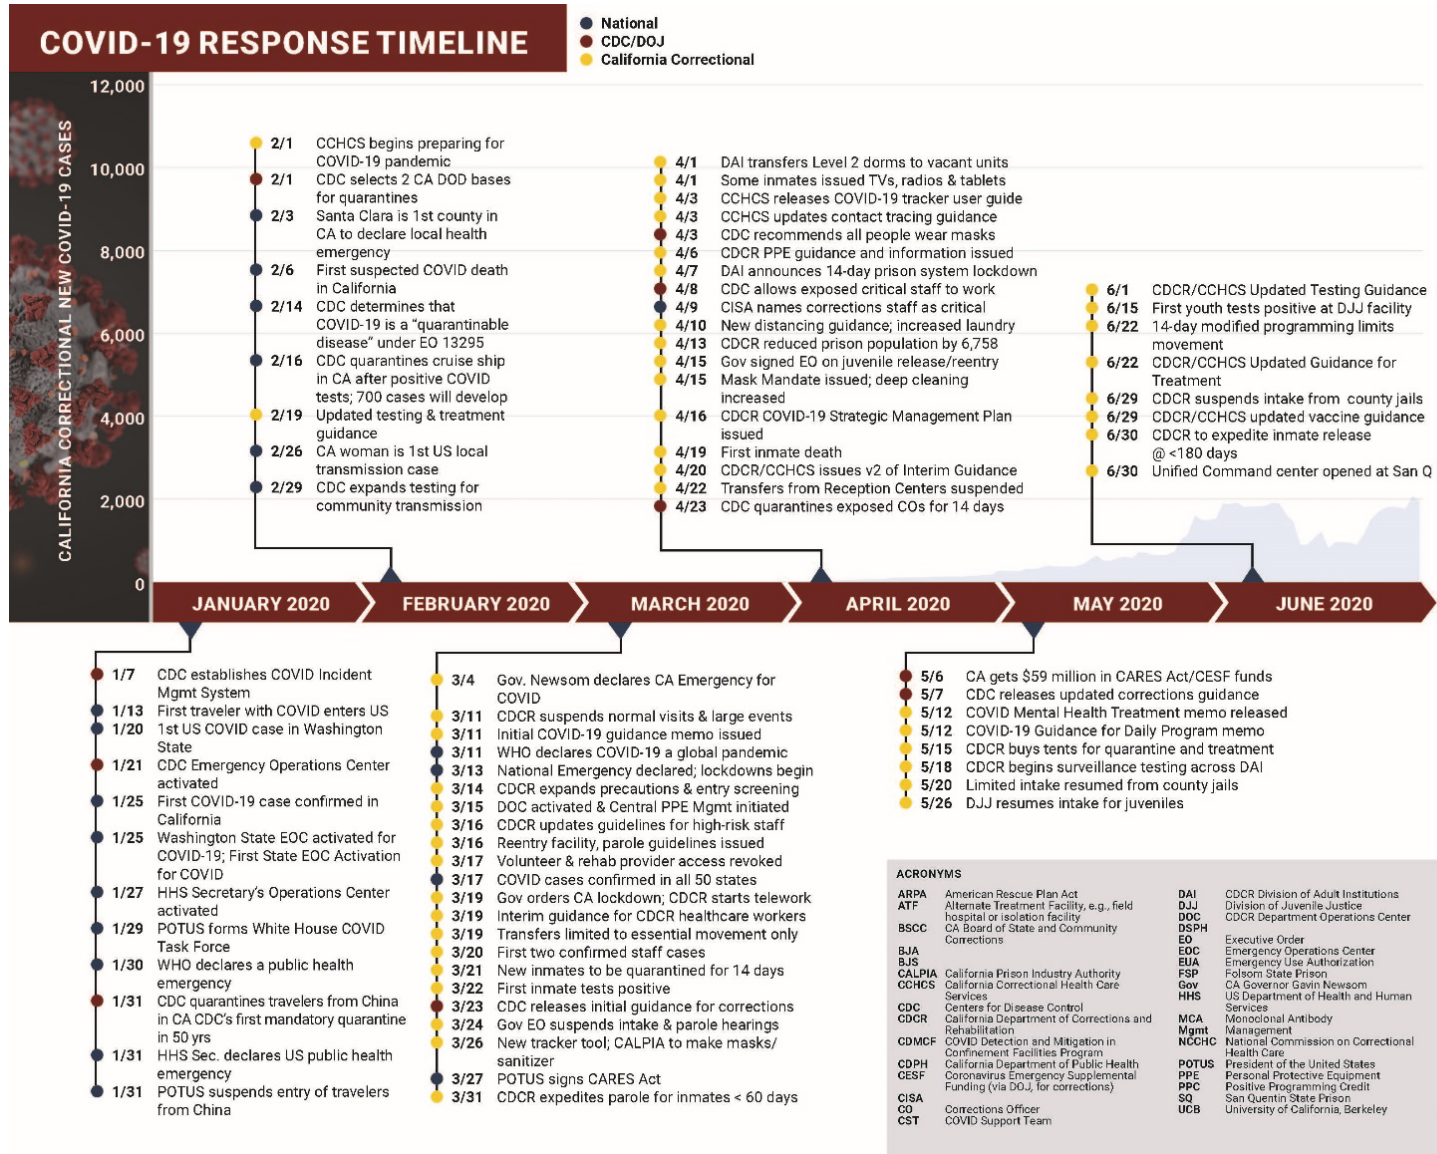 COVID-19 RESPONSE TIMELINE
National
CDC/DOJ
California Correctional
CALIFORNIA CORRECTIONAL NEW COVID-19 CASES
12,000
10,000
8,000
6,000
4,000
2,000
0
2/1 CCHCS begins preparing for
COVID-19 pandemic
2/1 CDC selects 2 CA DOD bases
for quarantines
2/3 Santa Clara is 1st county in
CA to declare local health
emergency
2/6 First suspected COVID death
in California
2/14 CDC determines that
COVID-19 is a “quarantinable
disease” under EO 13295
2/16 CDC quarantines cruise ship
in CA after positive COVID
tests; 700 cases will develop
2/19 Updated testing & treatment
guidance
2/26 CA woman is 1st US local
transmission case
2/29 CDC expands testing for
community transmission
4/1 DAI transfers Level 2 dorms to vacant units
4/1 Some inmates issued TVs, radios & tablets
4/3 CCHCS releases COVID-19 tracker user guide
4/3 CCHCS updates contact tracing guidance
4/3 CDC recommends all people wear masks
4/6 CDCR PPE guidance and information issued
4/7 DAI announces 14-day prison system lockdown
4/8 CDC allows exposed critical staff to work
4/9 CISA names corrections staff as critical
4/10 New distancing guidance; increased laundry
4/13 CDCR reduced prison population by 6,758
4/15 Gov signed EO on juvenile release/reentry
4/15 Mask Mandate issued; deep cleaning
increased
4/16 CDCR COVID-19 Strategic Management Plan
issued
4/19 First inmate death
4/20 CDCR/CCHCS issues v2 of Interim Guidance
4/22 Transfers from Reception Centers suspended
4/23 CDC quarantines exposed COs for 14 days
6/1 CDCR/CCHCS Updated Testing Guidance
6/15 First youth tests positive at DJJ facility
6/22 14-day modified programming limits
movement
6/22 CDCR/CCHCS Updated Guidance for
Treatment
6/29 CDCR suspends intake from county jails
6/29 CDCR/CCHCS updated vaccine guidance
6/30 CDCR to expedite inmate release
@ <180 days
6/30 Unified Command center opened at San Q
JANUARY 2020
FEBRUARY 2020
MARCH 2020
APRIL 2020
MAY 2020
JUNE 2020
1/7 CDC establishes COVID Incident
Mgmt System
1/13 First traveler with COVID enters US
1/20 1st US COVID case in Washington
State
1/21 CDC Emergency Operations Center
activated
1/25 First COVID-19 case confirmed in
California
1/25 Washington State EOC activated for
COVID-19; First State EOC Activation
for COVID
1/27 HHS Secretary’s Operations Center
activated
1/29 POTUS forms White House COVID
Task Force
1/30 WHO declares a public health
emergency
1/31 CDC quarantines travelers from China
in CA CDC’s first mandatory quarantine
in 50 yrs
1/31 HHS Sec. declares US public health
emergency
1/31 POTUS suspends entry of travelers
from China
3/4 Gov. Newsom declares CA Emergency for
COVID
3/11 CDCR suspends normal visits & large events
3/11 Initial COVID-19 guidance memo issued
3/11 WHO declares COVID-19 a global pandemic
3/13 National Emergency declared; lockdowns begin
3/14 CDCR expands precautions & entry screening
3/15 DOC activated & Central PPE Mgmt initiated
3/16 CDCR updates guidelines for high-risk staff
3/16 Reentry facility, parole guidelines issued
3/17 Volunteer & rehab provider access revoked
3/17 COVID cases confirmed in all 50 states
3/19 Gov orders CA lockdown; CDCR starts telework
3/19 Interim guidance for CDCR healthcare workers
3/19 Transfers limited to essential movement only
3/20 First two confirmed staff cases
3/21 New inmates to be quarantined for 14 days
3/22 First inmate tests positive
3/23 CDC releases initial guidance for corrections
3/24 Gov EO suspends intake & parole hearings
3/26 New tracker tool; CALPIA to make masks/
sanitizer
3/27 POTUS signs CARES Act
3/31 CDCR expedites parole for inmates < 60 days
5/6 CA gets $59 million in CARES Act/CESF funds
5/7 CDC releases updated corrections guidance
5/12 COVID Mental Health Treatment memo released
5/12 COVID-19 Guidance for Daily Program memo
5/15 CDCR buys tents for quarantine and treatment
5/18 CDCR begins surveillance testing across DAI
5/20 Limited intake resumed from county jails
5/26 DJJ resumes intake for juveniles
ACRONYMS
ARPA American Rescue Plan Act
ATF Alternate Treatment Facility, e.g., field
hospital or isolation facility
BSCC CA Board of State and Community
Corrections
BJA
BJS
CALPIA California Prison Industry Authority
CCHCS California Correctional Health Care
Services
CDC Centers for Disease Control
CDCR California Department of Corrections and
Rehabilitation
CDMCF COVID Detection and Mitigation in
Confinement Facilities Program
CDPH California Department of Public Health
CESF Coronavirus Emergency Supplemental
Funding (via DOJ, for corrections)
CISA
CO Corrections Officer
CST COVID Support Team
DAI CDCR Division of Adult Institutions
DJJ Division of Juvenile Justice
DOC CDCR Department Operations Center
DSPH
EO Executive Order
EOC Emergency Operations Center
EUA Emergency Use Authorization
FSP Folsom State Prison
Gov CA Governor Gavin Newsom
HHS US Department of Health and Human
Services
MCA Monoclonal Antibody
Mgmt Management
NCCHC National Commission on Correctional
Health Care
POTUS President of the United States
PPE Personal Protective Equipment
PPC Positive Programming Credit
SQ San Quentin State Prison
UCB University of California, Berkeley